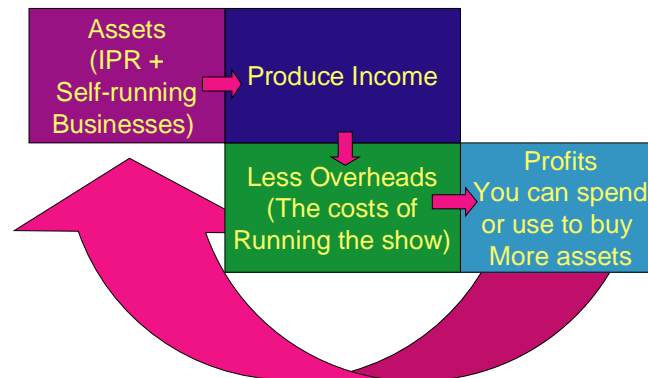 Assets
(IPR +
Self-running
Businesses)
Produce Income
Less Overheads
(The costs of
Running the show)
Profits
You can spend
or use to buy
More assets